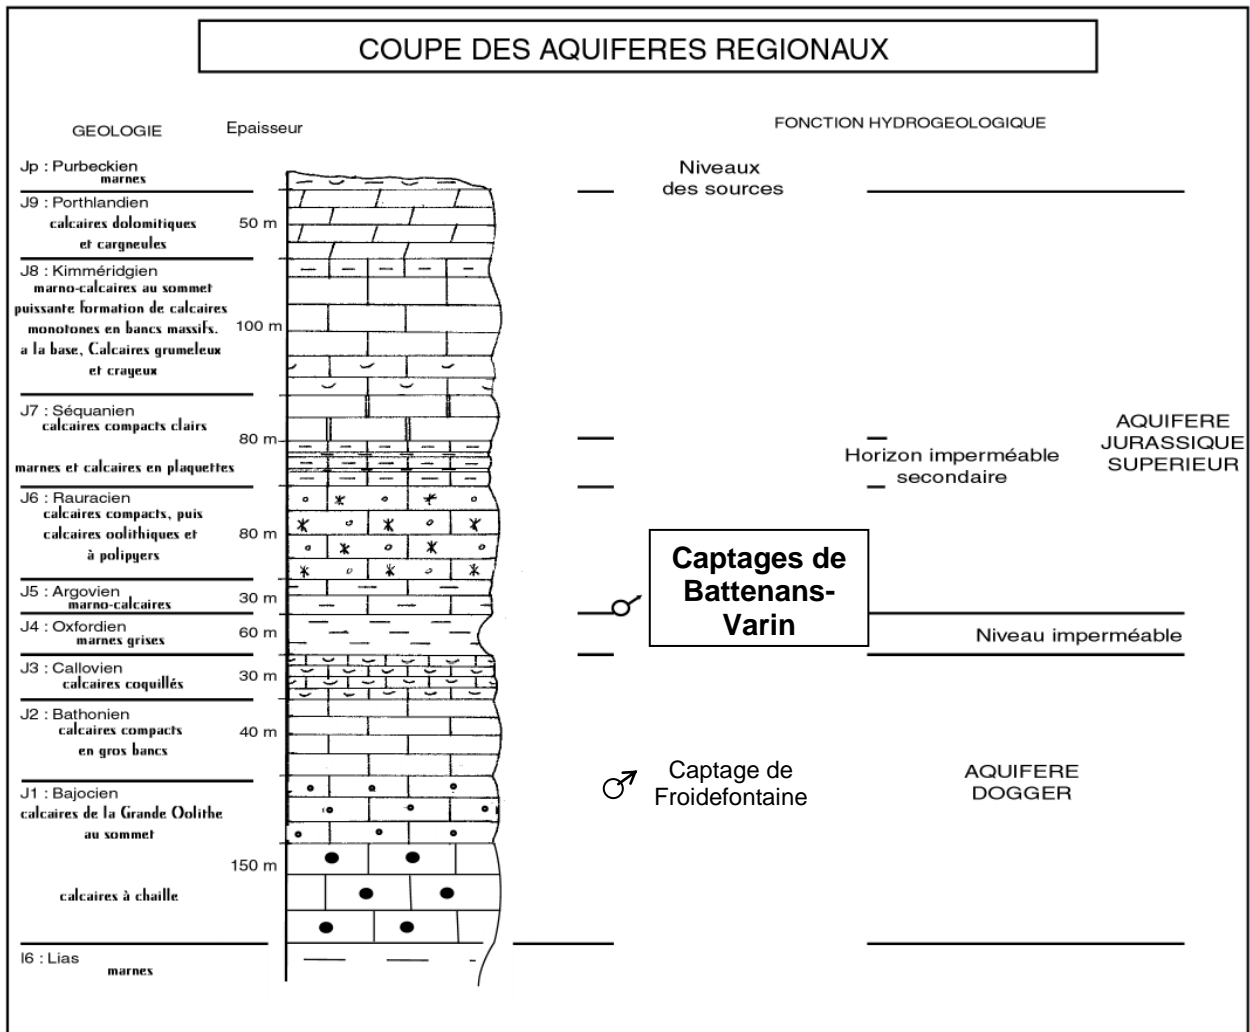 COUPE DES AQUIFERES REGIONAUX
GEOLOGIE
Epaisseur
FONCTION HYDROGEOLOGIQUE
Jp : Purbeckien
marnes
Niveaux
des sources
J9 : Porthlandien
calcaires dolomitiques
et cargneules
50 m
J8 : Kimméridgien
marno-calcaires au sommet
puissante formation de calcaires
monotones en bancs massifs.
a la base, Calcaires grumeleux
et crayeux
100 m
J7 : Séquanien
calcaires compacts clairs
80 m
marnes et calcaires en plaquettes
Horizon imperméable
secondaire
AQUIFERE
JURASSIQUE
SUPERIEUR
J6 : Rauracien
calcaires compacts, puis
calcaires oolithiques et
à polipyers
80 m
J5 : Argovien
marno-calcaires
30 m
Captages de
Battenans-
Varin
J4 : Oxfordien
marnes grises
60 m
Niveau imperméable
J3 : Callovien
calcaires coquillés
30 m
J2 : Bathonien
calcaires compacts
en gros bancs
40 m
Captage de
Froidefontaine
AQUIFERE
DOGGER
J1 : Bajocien
calcaires de la Grande Oolithe
au sommet
150 m
calcaires à chaille
l6 : Lias
marnes